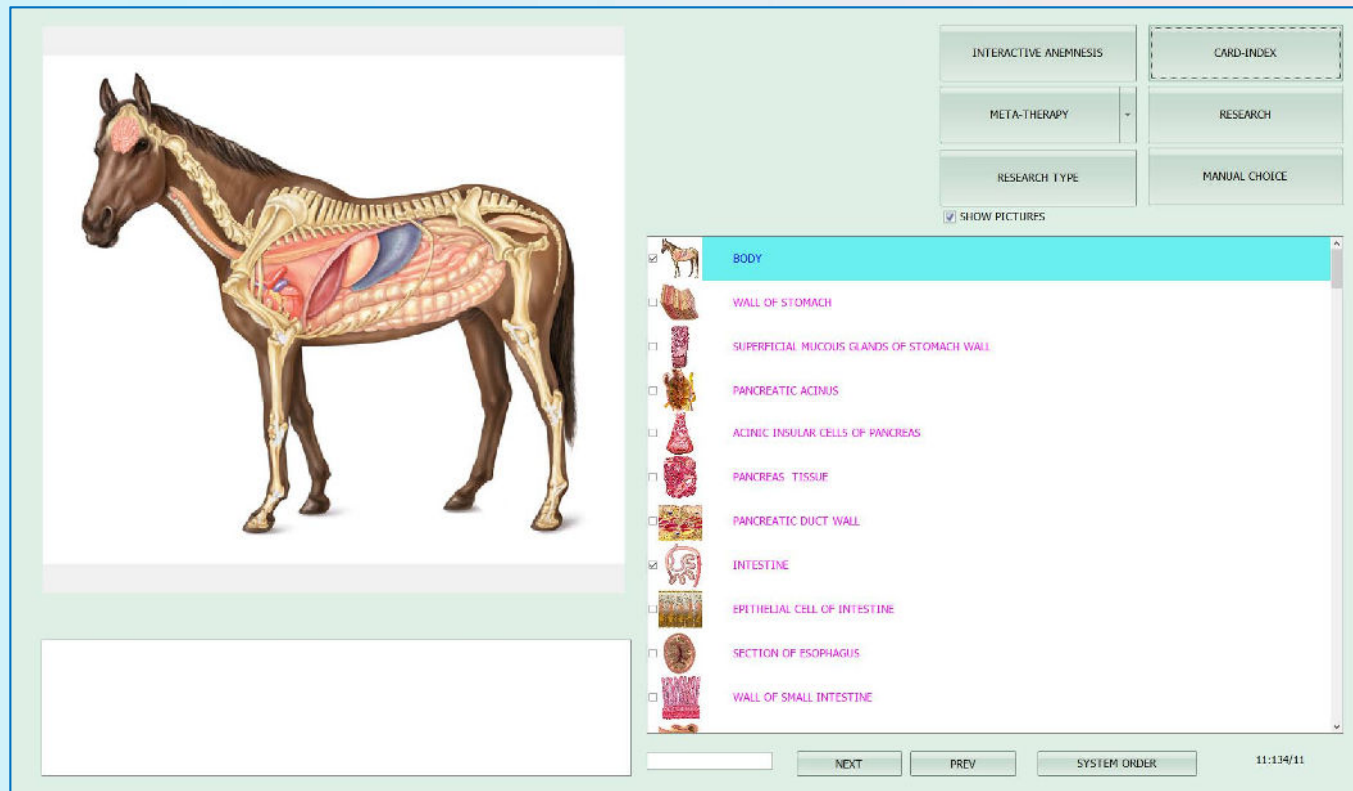 INTERACTIVE ANEMNESIS
CARD-INDEX
META-THERAPY
RESEARCH
RESEARCH TYPE
MANUAL CHOICE
SHOW PICTURES
BODY
WALL OF STOMACH
SUPERFICIAL MUCOUS GLANDS OF STOMACH WALL
PANCREATIC ACINUS
ACINIC INSULAR CELLS OF PANCREAS
PANCREAS TISSUE
PANCREATIC DUCT WALL
INTESTINE
EPITHELIAL CELL OF INTESTINE
SECTION OF ESOPHAGUS
WALL OF SMALL INTESTINE
NEXT
PREV
SYSTEM ORDER
11:134/11